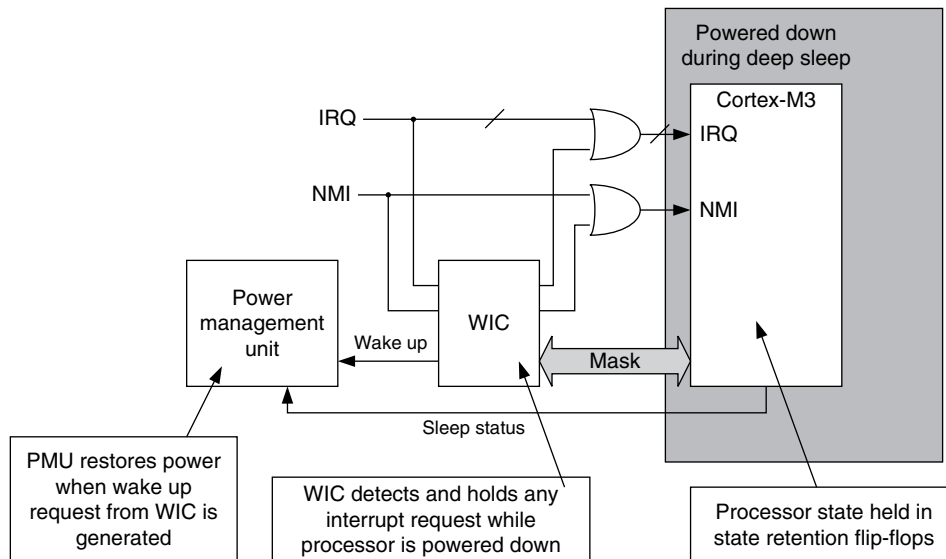 Powered down
during deep sleep
Cortex-M3
IRQ
IRQ
NMI
NMI
Power
management
unit
WIC
Wake up
Mask
Sleep status
PMU restores power
when wake up
request from WIC is
generated
WIC detects and holds any
interrupt request while
processor is powered down
Processor state held in
state retention flip-flops